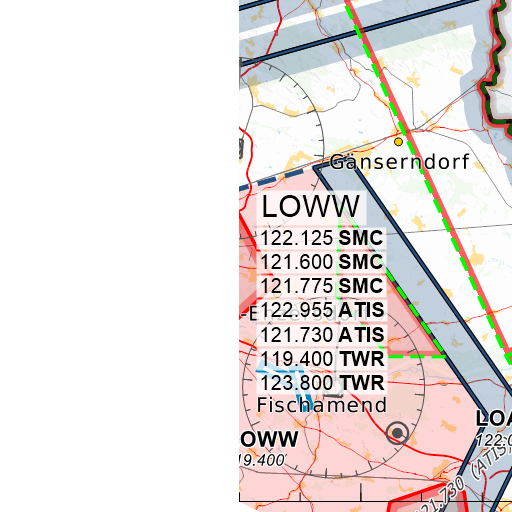 Gänserndorf
LOWW
122.125 SMC
121.600 SMC
121.775 SMC
122.955 ATIS
121.730 ATIS
119.400 TWR
123.800 TWR
Fischamend
OWW
19.400
LOA
122.0
121.730 (ATIS)